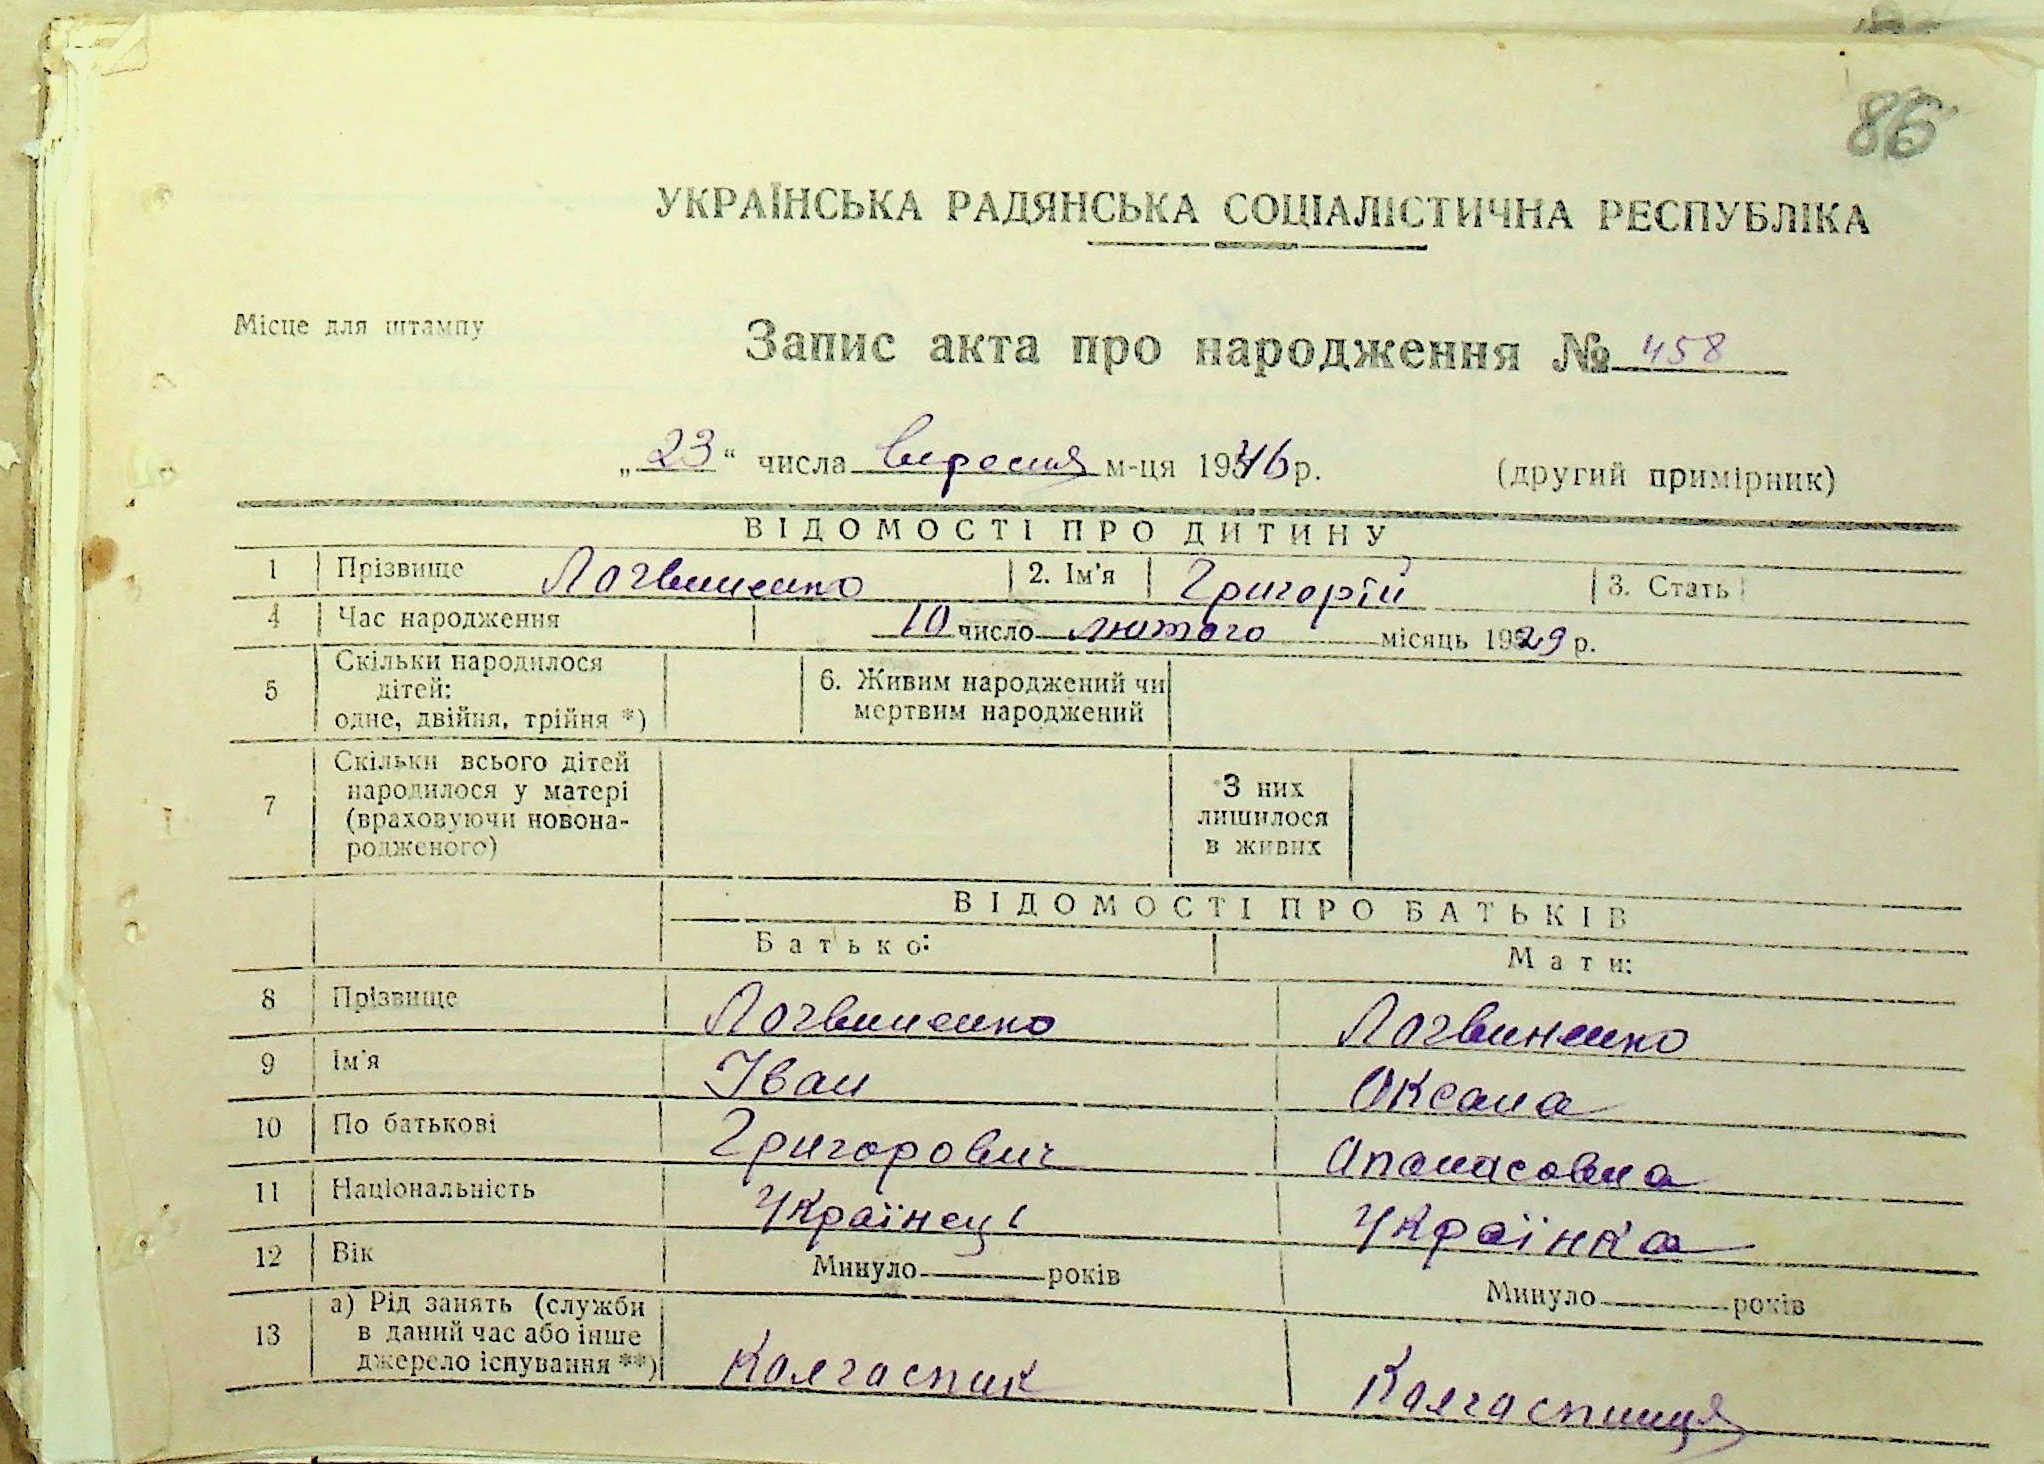 86
УКРАЇНСЬКА РАДЯНСЬКА СОЦІАЛІСТИЧНА РЕСПУБЛІКА
Місце для штампу
Запис акта про народження № 458
„23“ числа вересня м-ця 1946 р. (другий примірник)
ВІДОМОСТІ ПРО ДИТИНУ
1 Прізвище Логвиненко 2. Ім'я Григорій 3. Стать
4 Час народження 10 число лютого місяць 1929 р.
5 Скільки народилося дітей: одне, двійня, трійня *) 6. Живим народжений чи мертвим народжений
7 Скільки всього дітей народилося у матері (враховуючи новонародженого) З них лишилося в живих
ВІДОМОСТІ ПРО БАТЬКІВ
Батько: Мати:
8 Прізвище Логвиненко Логвиненко
9 Ім'я Іван Оксана
10 По батькові Григорович Опанасовна
11 Національність Українець Українка
12 Вік Минуло років Минуло років
13 а) Рід занять (служби в даний час або інше джерело існування **) Колгоспник Колгоспниця